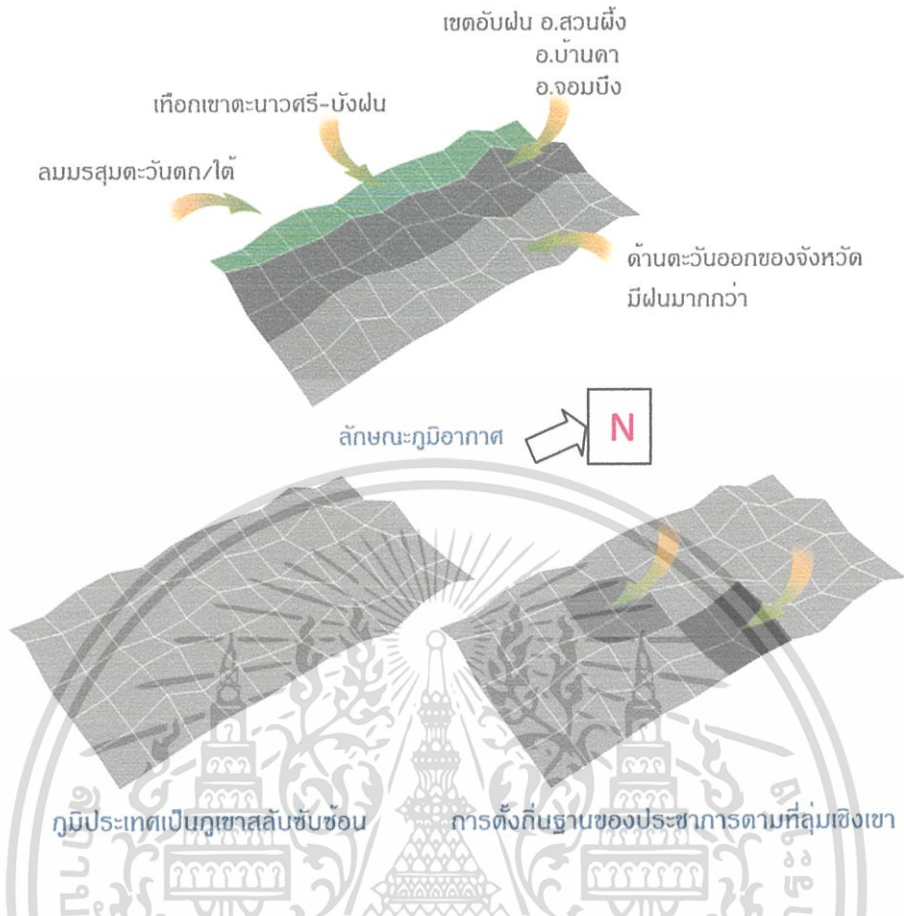 เขตอับฝน อ.สวนผึ้ง
อ.บ้านคา
อ.จอมบึง
เทือกเขาตะนาวศรี-บังฝน
ลมมรสุมตะวันตก/ใต้
ด้านตะวันออกของจังหวัด
มีฝนมากกว่า
ลักษณะภูมิอากาศ
N
ภูมิประเทศเป็นภูเขาสลับซับซ้อน
การตั้งถิ่นฐานของประชาการตามที่ลุ่มเชิงเขา